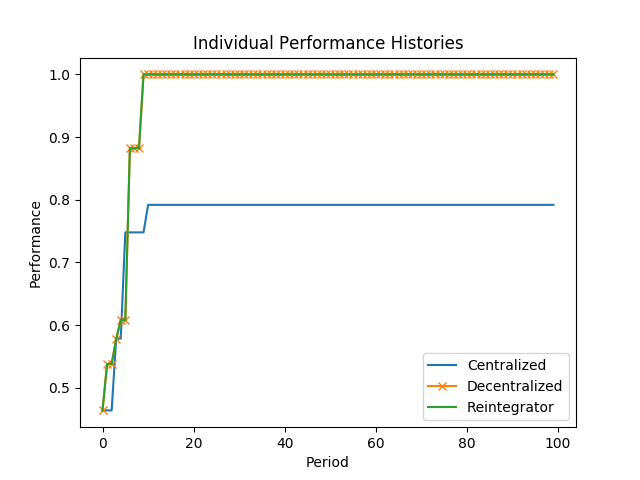 Individual Performance Histories
Performance
1.0
0.9
0.8
0.7
0.6
0.5
0
20
40
60
80
100
Period
Centralized
Decentralized
Reintegrator